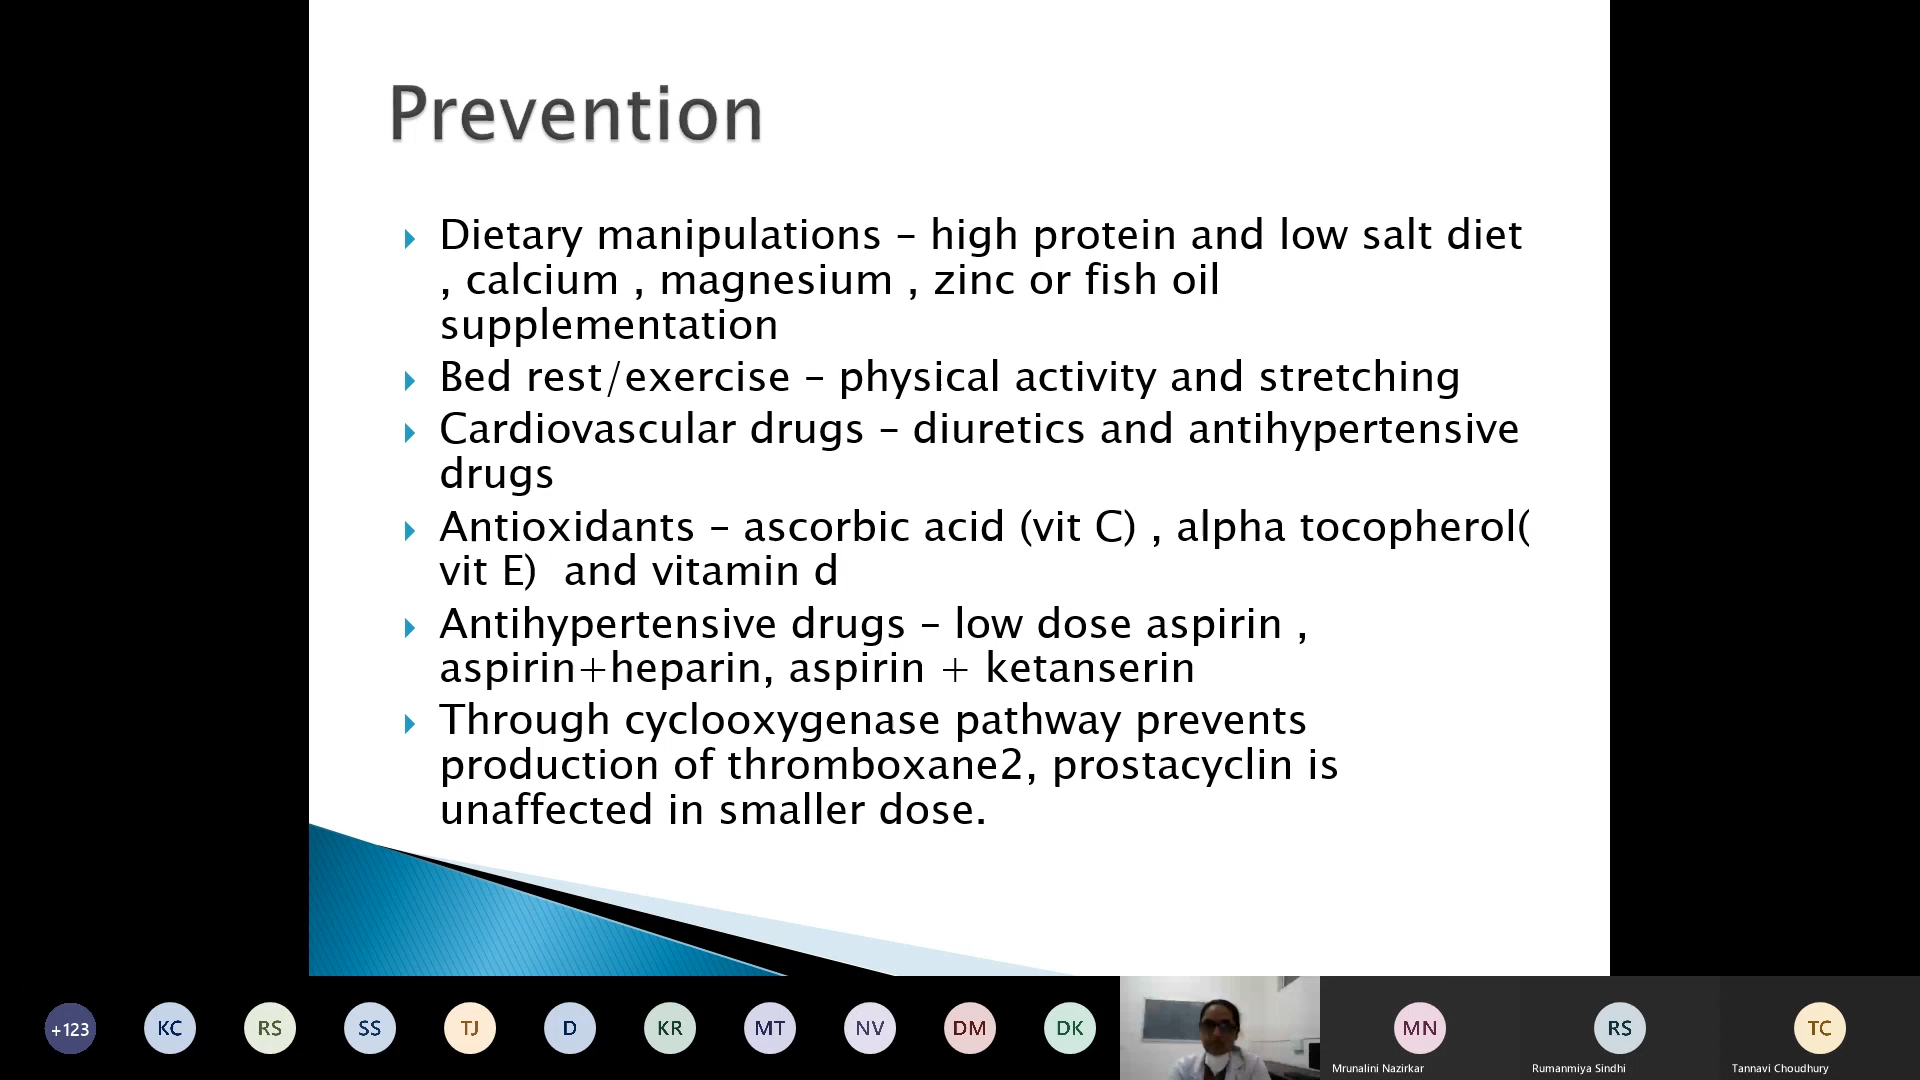 Prevention
Dietary manipulations – high protein and low salt diet
, calcium , magnesium , zinc or fish oil
supplementation
Bed rest/exercise – physical activity and stretching
Cardiovascular drugs – diuretics and antihypertensive
drugs
Antioxidants – ascorbic acid (vit C) , alpha tocopherol(
vit E)  and vitamin d
Antihypertensive drugs – low dose aspirin ,
aspirin+heparin, aspirin + ketanserin
Through cyclooxygenase pathway prevents
production of thromboxane2, prostacyclin is
unaffected in smaller dose.
+123 KC RS SS TJ D KR MT NV DM DK MN RS TC
Mrunalini Nazirkar Rumanmiya Sindhi Tannavi Choudhury